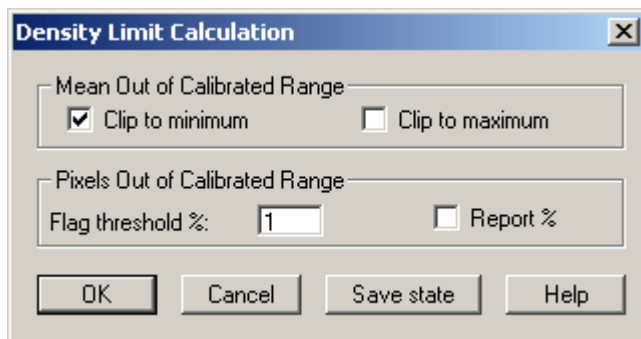 Density Limit Calculation
Mean Out of Calibrated Range
Clip to minimum Clip to maximum
Pixels Out of Calibrated Range
Flag threshold %: 1 Report %
OK Cancel Save state Help